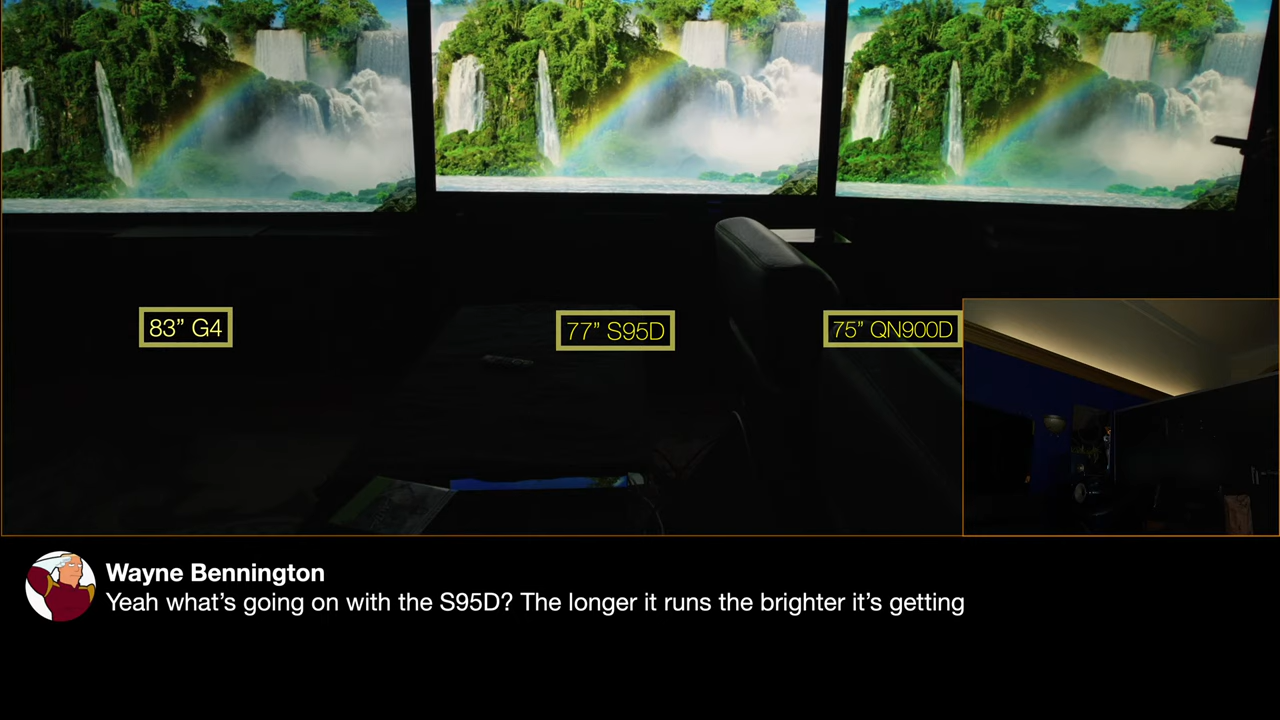 83” G4
77” S95D
75” QN900D
Wayne Bennington
Yeah what’s going on with the S95D? The longer it runs the brighter it’s getting